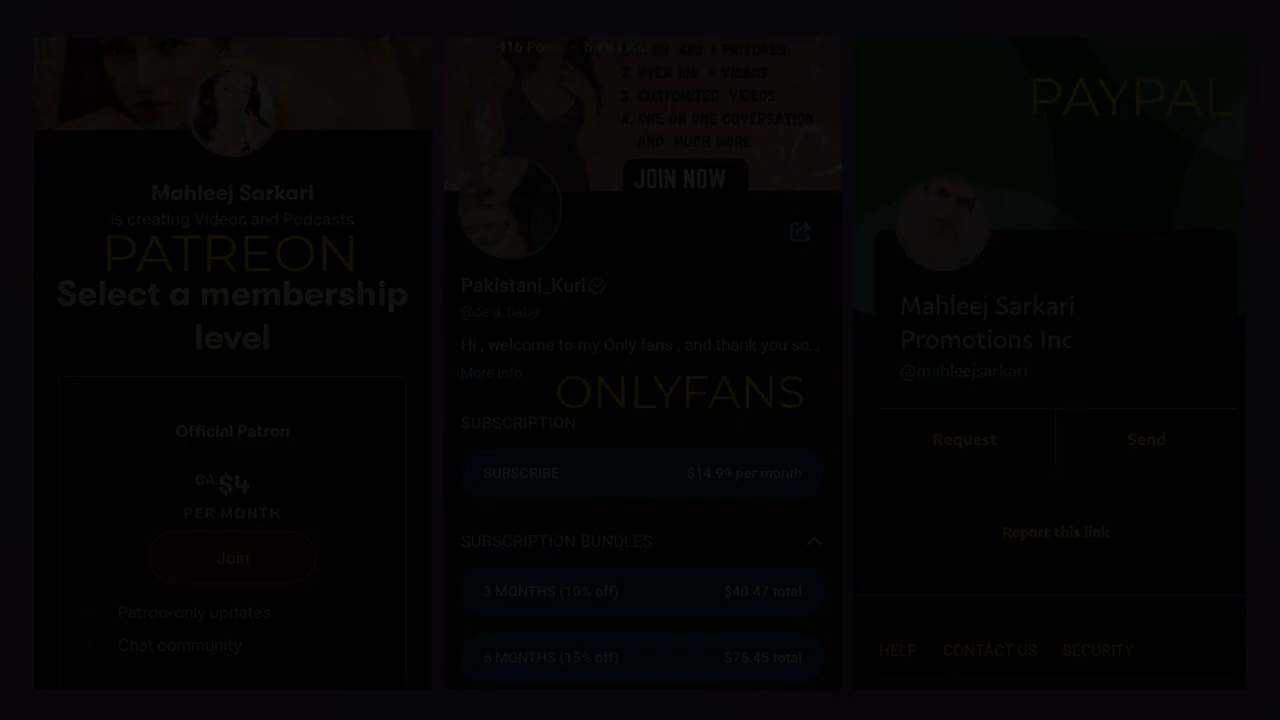 Mahleej Sarkari
is creating Videos and Podcasts
PATREON
Select a membership
level
Official Patron
CA $4
PER MONTH
Join
Patron-only updates
Chat community
2. OVER 100 + VIDEOS
3. CUSTOMIZED VIDEOS
4. ONE ON ONE COVERSATION
AND MUCH MORE
JOIN NOW
Pakistani_Kuri
@desi_babe
Hi , welcome to my Only fans , and thank you so...
More info
ONLYFANS
SUBSCRIPTION
SUBSCRIBE $14.99 per month
SUBSCRIPTION BUNDLES
3 MONTHS (10% off) $40.47 total
6 MONTHS (15% off) $76.45 total
PAYPAL
Mahleej Sarkari
Promotions Inc
@mahleejsarkari
Request Send
Report this link
HELP CONTACT US SECURITY